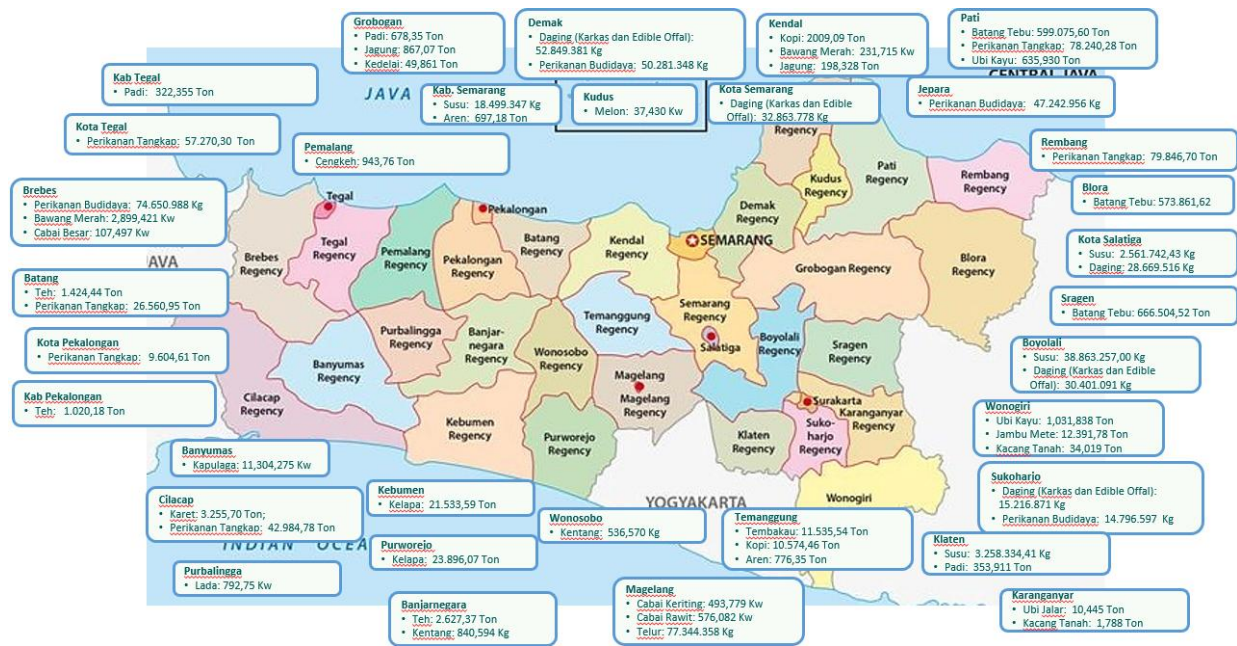 Grobogan
• Padi: 678,35 Ton
• Jagung: 867,07 Ton
• Kedelai: 49,861 Ton
Demak
• Daging (Karkas dan Edible Offal):
52.849.381 Kg
• Perikanan Budidaya: 50.281.348 Kg
Kendal
• Kopi: 2009,09 Ton
• Bawang Merah: 231,715 Kw
• Jagung: 198,328 Ton
Pati
• Batang Tebu: 599.075,60 Ton
• Perikanan Tangkap: 78.240,28 Ton
• Ubi Kayu: 635,930 Ton
CENTRAL JAVA
Kab Tegal
• Padi: 322,355 Ton
JAVA
Kab. Semarang
• Susu: 18.499.347 Kg
• Aren: 697,18 Ton
Kudus
• Melon: 37,430 Kw
Kota Semarang
• Daging (Karkas dan Edible
Offal): 32.863.778 Kg
Jepara
• Perikanan Budidaya: 47.242.956 Kg
Kota Tegal
• Perikanan Tangkap: 57.270,30 Ton
Pemalang
• Cengkeh: 943,76 Ton
Rembang
• Perikanan Tangkap: 79.846,70 Ton
Brebes
• Perikanan Budidaya: 74.650.988 Kg
• Bawang Merah: 2,899,421 Kw
• Cabai Besar: 107,497 Kw
Blora
• Batang Tebu: 573.861,62
Kota Salatiga
• Susu: 2.561.742,43 Kg
• Daging: 28.669.516 Kg
Batang
• Teh: 1.424,44 Ton
• Perikanan Tangkap: 26.560,95 Ton
Sragen
• Batang Tebu: 666.504,52 Ton
Kota Pekalongan
• Perikanan Tangkap: 9.604,61 Ton
Boyolali
• Susu: 38.863.257,00 Kg
• Daging (Karkas dan Edible
Offal): 30.401.091 Kg
Kab Pekalongan
• Teh: 1.020,18 Ton
Wonogiri
• Ubi Kayu: 1,031,838 Ton
• Jambu Mete: 12.391,78 Ton
• Kacang Tanah: 34,019 Ton
Banyumas
• Kapulaga: 11,304,275 Kw
Sukoharjo
• Daging (Karkas dan Edible Offal):
15.216.871 Kg
• Perikanan Budidaya: 14.796.597 Kg
Cilacap
• Karet: 3.255,70 Ton;
• Perikanan Tangkap: 42.984,78 Ton
Kebumen
• Kelapa: 21.533,59 Ton
Wonosobo
• Kentang: 536,570 Kg
Temanggung
• Tembakau: 11.535,54 Ton
• Kopi: 10.574,46 Ton
• Aren: 776,35 Ton
Klaten
• Susu: 3.258.334,41 Kg
• Padi: 353,911 Ton
INDIAN OCEA
Purworejo
• Kelapa: 23.896,07 Ton
Purbalingga
• Lada: 792,75 Kw
Banjarnegara
• Teh: 2.627,37 Ton
• Kentang: 840,594 Kg
Magelang
• Cabai Keriting: 493,779 Kw
• Cabai Rawit: 576,082 Kw
• Telur: 77.344.358 Kg
Karanganyar
• Ubi Jalar: 10,445 Ton
• Kacang Tanah: 1,788 Ton
Regency
Kudus
Regency
Pati
Regency
Rembang
Regency
Tegal
Pekalongan
Demak
Regency
SEMARANG
Brebes
Regency
Tegal
Regency
Pemalang
Regency
Pekalongan
Regency
Batang
Regency
Kendal
Regency
Grobogan Regency
Blora
Regency
AVA
Semarang
Regency
Temanggung
Regency
Purbalingga
Regency
Banjar-
negara
Regency
Wonosobo
Regency
Salatiga
Boyolali
Regency
Sragen
Regency
Banyumas
Regency
Magelang
Magelang
Regency
Cilacap
Regency
Kebumen
Regency
Purworejo
Regency
Klaten
Regency
Surakarta
Suko-
harjo
Regency
Karanganyar
Regency
YOGYAKARTA
Wonogiri